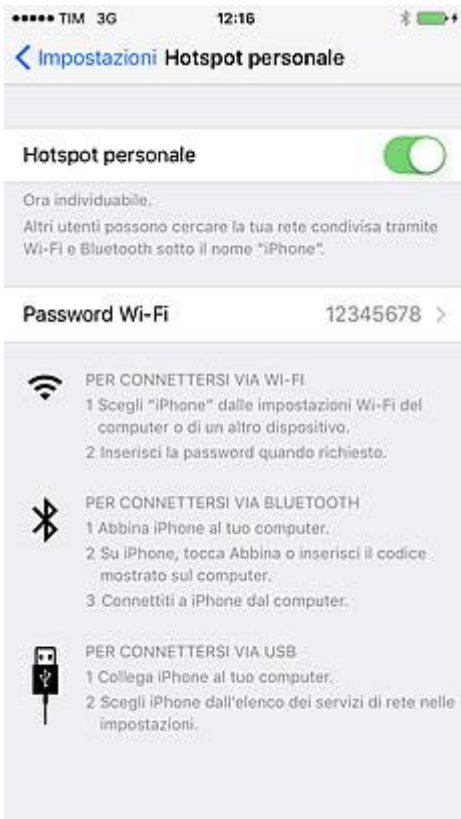 TIM 3G 12:16
Impostazioni Hotspot personale
Hotspot personale
Ora individuabile.
Altri utenti possono cercare la tua rete condivisa tramite
Wi-Fi e Bluetooth sotto il nome "iPhone".
Password Wi-Fi 12345678
PER CONNETTERSI VIA WI-FI
1 Scegli "iPhone" dalle impostazioni Wi-Fi del
computer o di un altro dispositivo.
2 Inserisci la password quando richiesto.
PER CONNETTERSI VIA BLUETOOTH
1 Abbina iPhone al tuo computer.
2 Su iPhone, tocca Abbina o inserisci il codice
mostrato sul computer.
3 Connettiti a iPhone dal computer.
PER CONNETTERSI VIA USB
1 Collega iPhone al tuo computer.
2 Scegli iPhone dall'elenco dei servizi di rete nelle
impostazioni.